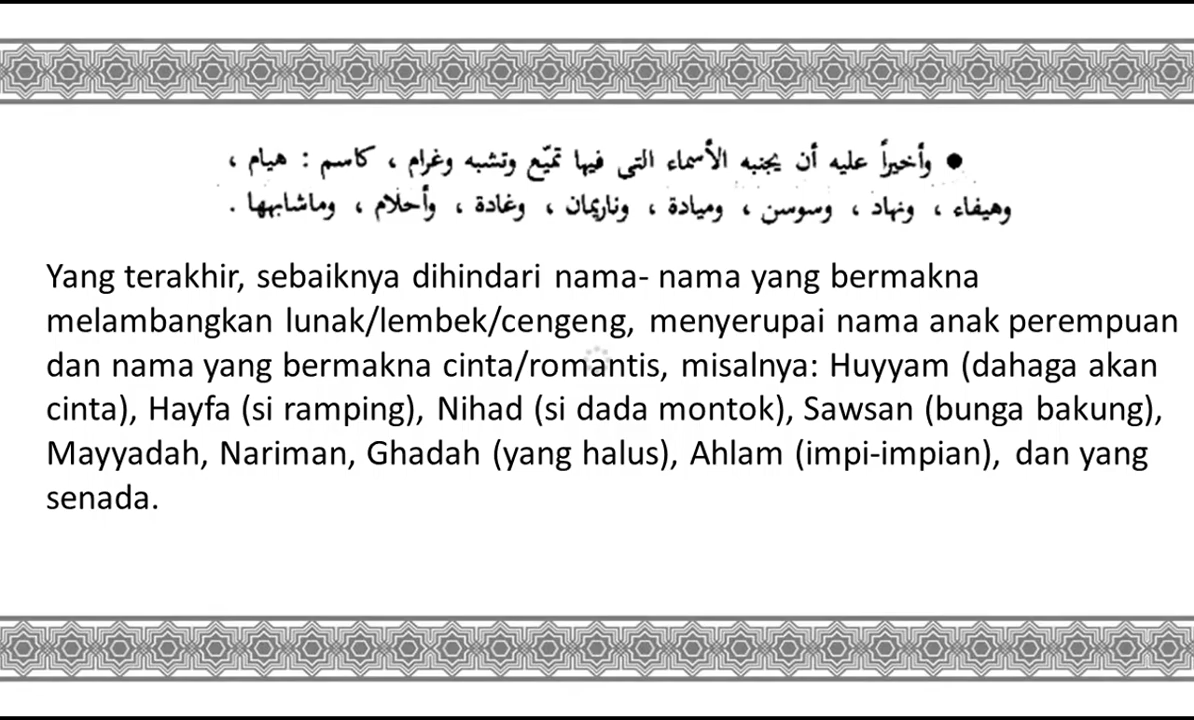 ● وأخيراً عليه أن يجنبه الأسماء التى فيها تميّع وتشبه وغرام ، كاسم : هيام ،
وهيفاء ، ونهاد ، وسوسن ، وميادة ، وناريمان ، وغادة ، وأحلام ، وماشابهها .
Yang terakhir, sebaiknya dihindari nama- nama yang bermakna
melambangkan lunak/lembek/cengeng, menyerupai nama anak perempuan
dan nama yang bermakna cinta/romantis, misalnya: Huyyam (dahaga akan
cinta), Hayfa (si ramping), Nihad (si dada montok), Sawsan (bunga bakung),
Mayyadah, Nariman, Ghadah (yang halus), Ahlam (impi-impian), dan yang
senada.